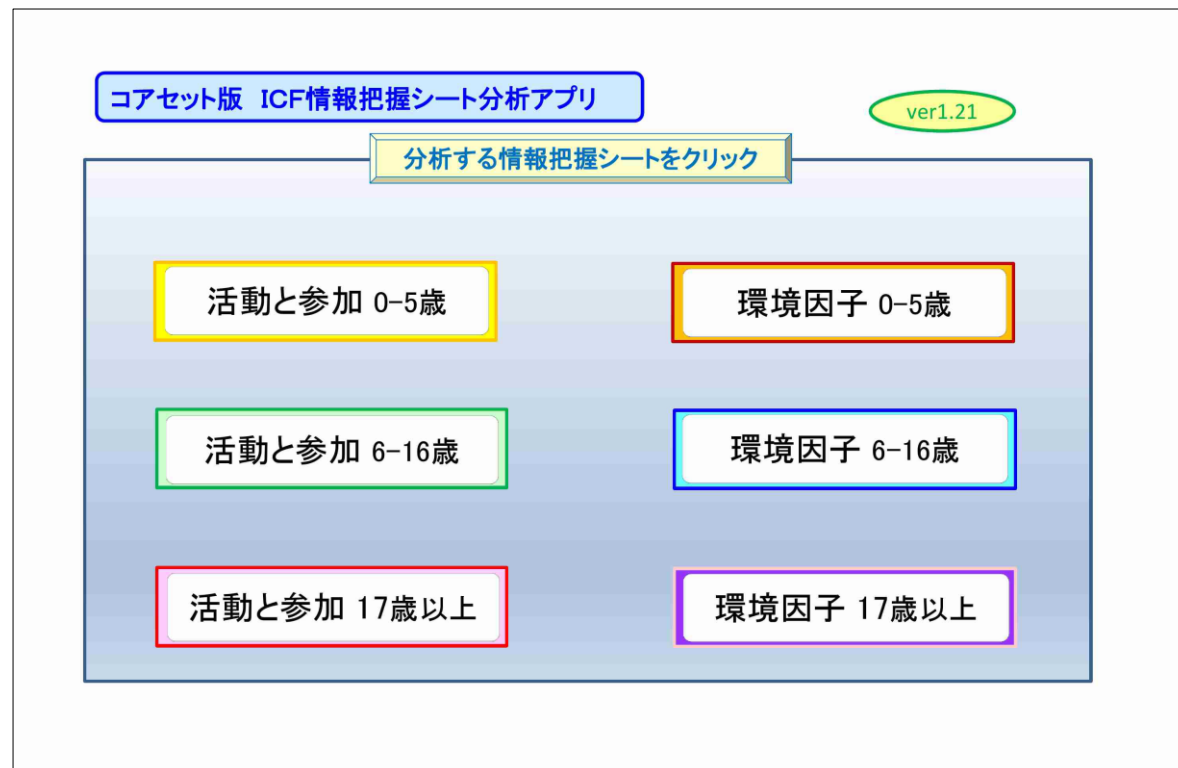 コアセット版 ICF情報把握シート分析アプリ
ver1.21
分析する情報把握シートをクリック
活動と参加 0-5歳
環境因子 0-5歳
活動と参加 6-16歳
環境因子 6-16歳
活動と参加 17歳以上
環境因子 17歳以上